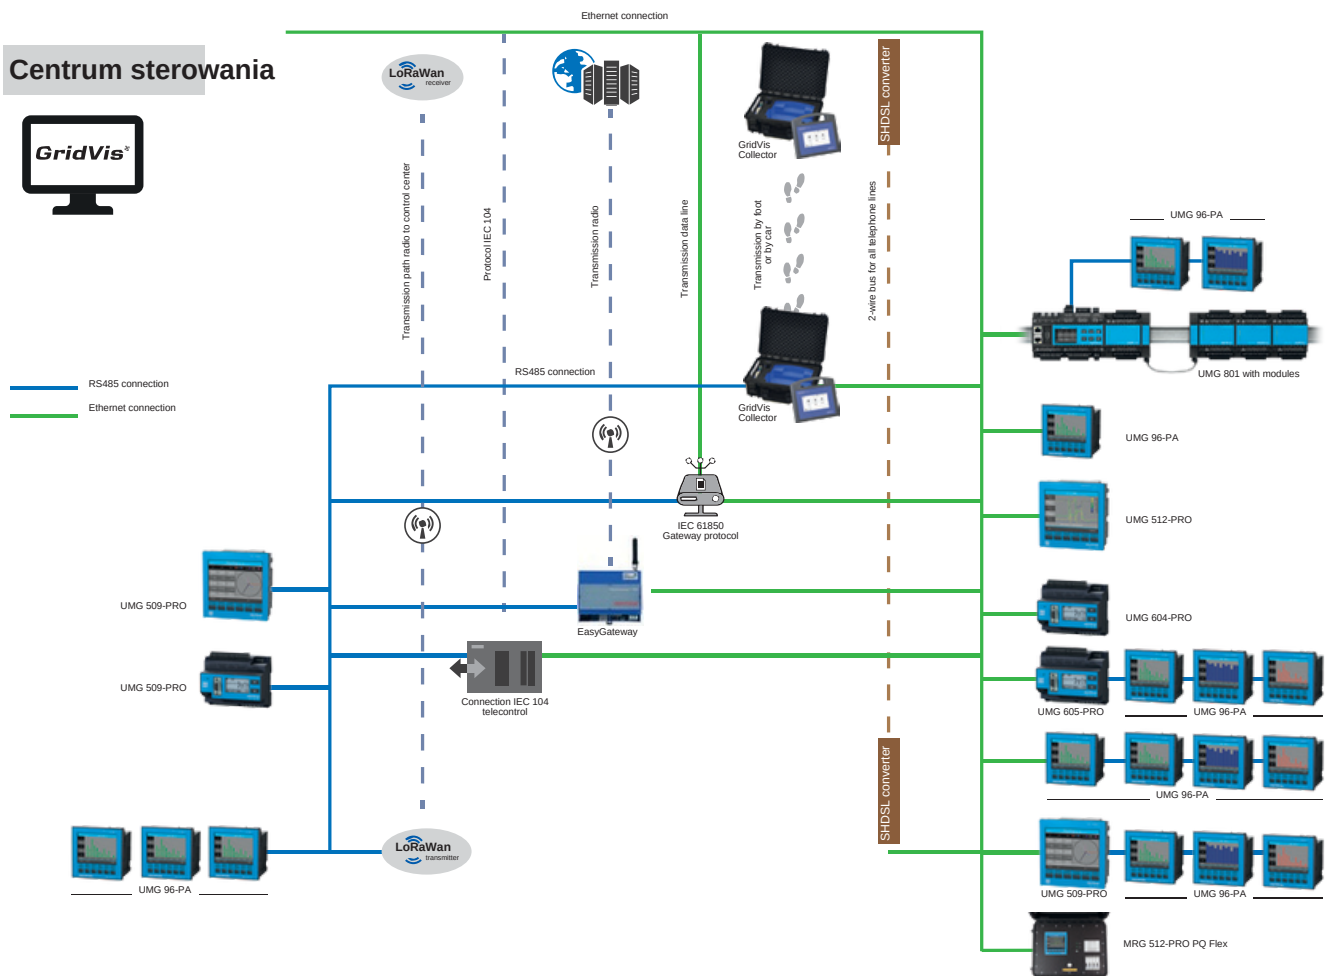 Ethernet connection
Centrum sterowania
GridVis
LoRaWan
receiver
SHDSL converter
GridVis
Collector
Transmission path radio to control center
Protocol IEC 104
Transmission radio
Transmission data line
Transmission by foot
or by car
2-wire bus for all telephone lines
UMG 96-PA
UMG 801 with modules
RS485 connection
Ethernet connection
RS485 connection
GridVis
Collector
UMG 96-PA
UMG 512-PRO
IEC 61850
Gateway protocol
UMG 509-PRO
EasyGateway
UMG 604-PRO
UMG 509-PRO
Connection IEC 104
telecontrol
UMG 605-PRO
UMG 96-PA
SHDSL converter
UMG 96-PA
LoRaWan
transmitter
UMG 96-PA
UMG 509-PRO
UMG 96-PA
MRG 512-PRO PQ Flex